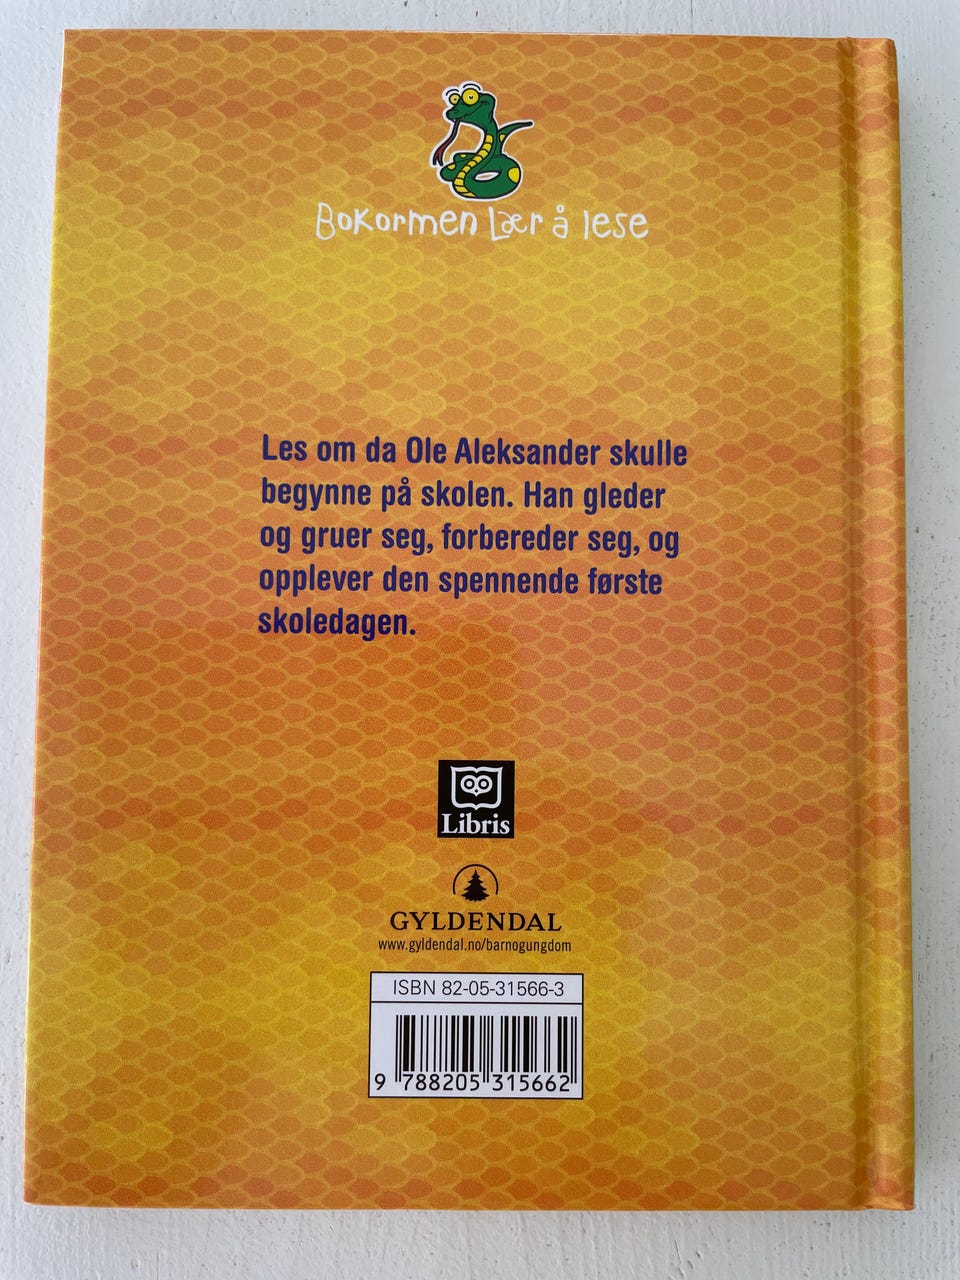 Bokormen Lær å lese
Les om da Ole Aleksander skulle
begynne på skolen. Han gleder
og gruer seg, forbereder seg, og
opplever den spennende første
skoledagen.
Libris
GYLDENDAL
www.gyldendal.no/barnogungdom
ISBN 82-05-31566-3
9 788205 315662